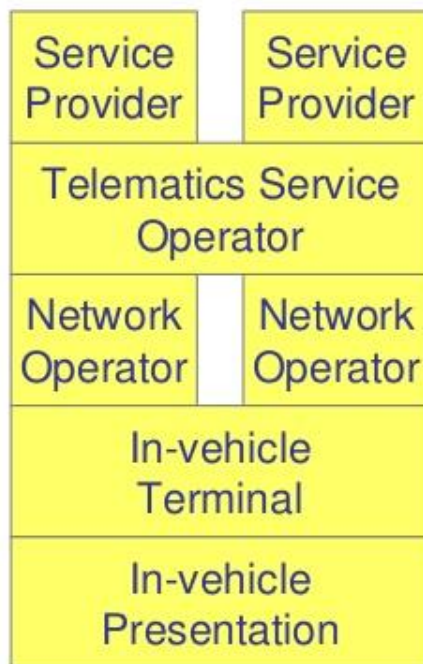 Service
Provider
Service
Provider
Telematics Service
Operator
Network
Operator
Network
Operator
In-vehicle
Terminal
In-vehicle
Presentation